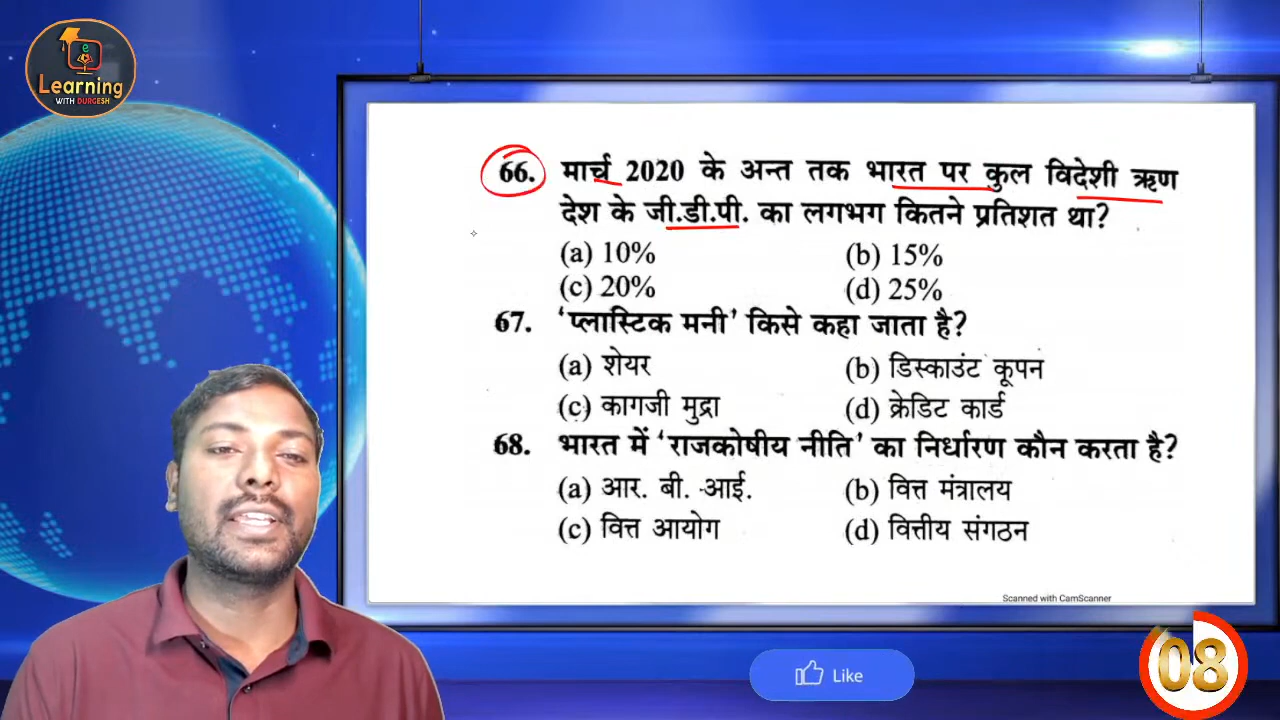 e
Learning
WITH DURGESH
66. मार्च 2020 के अन्त तक भारत पर कुल विदेशी ऋण
देश के जी.डी.पी. का लगभग कितने प्रतिशत था?
(a) 10% (b) 15%
(c) 20% (d) 25%
67. 'प्लास्टिक मनी' किसे कहा जाता है?
(a) शेयर (b) डिस्काउंट कूपन
(c) कागजी मुद्रा (d) क्रेडिट कार्ड
68. भारत में 'राजकोषीय नीति' का निर्धारण कौन करता है?
(a) आर. बी. आई. (b) वित्त मंत्रालय
(c) वित्त आयोग (d) वित्तीय संगठन
Scanned with CamScanner
Like
08